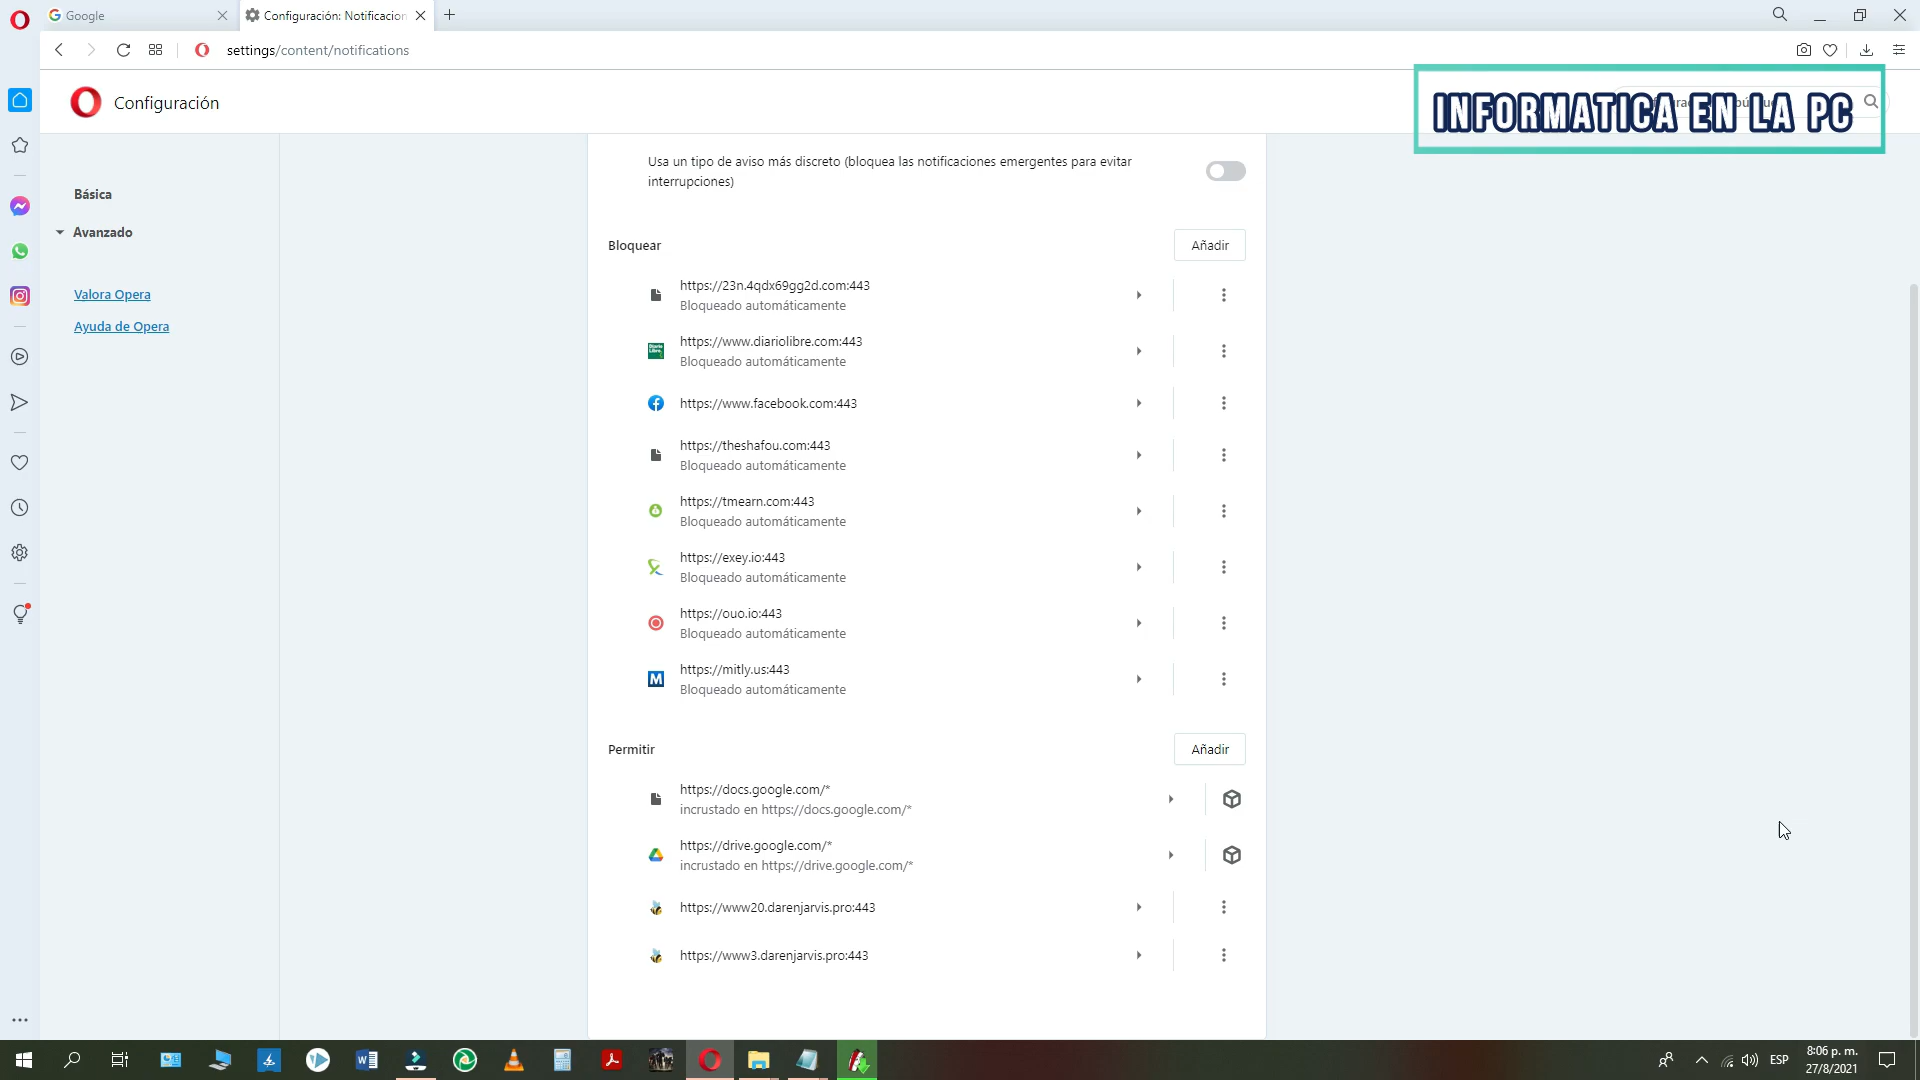 Google
Configuración: Notificacion
settings/content/notifications
Configuración
INFORMATICA EN LA PC
Usa un tipo de aviso más discreto (bloquea las notificaciones emergentes para evitar
interrupciones)
Básica
Avanzado
Valora Opera
Ayuda de Opera
Bloquear
Añadir
https://23n.4qdx69gg2d.com:443
Bloqueado automáticamente
https://www.diariolibre.com:443
Bloqueado automáticamente
https://www.facebook.com:443
https://theshafou.com:443
Bloqueado automáticamente
https://tmearn.com:443
Bloqueado automáticamente
https://exey.io:443
Bloqueado automáticamente
https://ouo.io:443
Bloqueado automáticamente
https://mitly.us:443
Bloqueado automáticamente
Permitir
Añadir
https://docs.google.com/*
incrustado en https://docs.google.com/*
https://drive.google.com/*
incrustado en https://drive.google.com/*
https://www20.darenjarvis.pro:443
https://www3.darenjarvis.pro:443
ESP
8:06 p. m.
27/8/2021